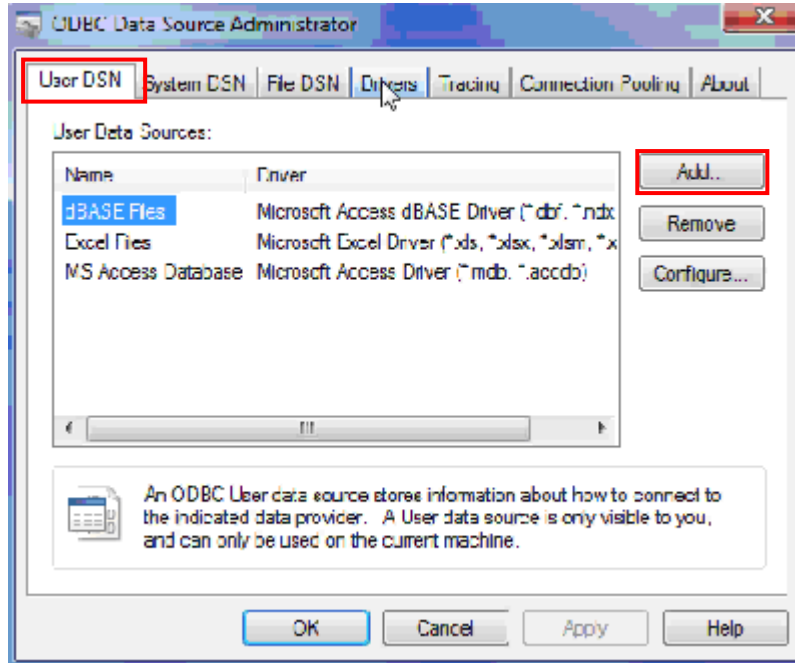 ODBC Data Source Administrator
User DSN System DSN File DSN Drivers Tracing Connection Pooling About
User Data Sources:
Name Driver
dBASE Files Microsoft Access dBASE Driver (*.dbf, *.ndx
Excel Files Microsoft Excel Driver (*.xls, *.xlsx, *.xlsm, *.x
MS Access Database Microsoft Access Driver (*.mdb, *.accdb)
Add...
Remove
Configure...
An ODBC User data source stores information about how to connect to
the indicated data provider. A User data source is only visible to you,
and can only be used on the current machine.
OK Cancel Apply Help